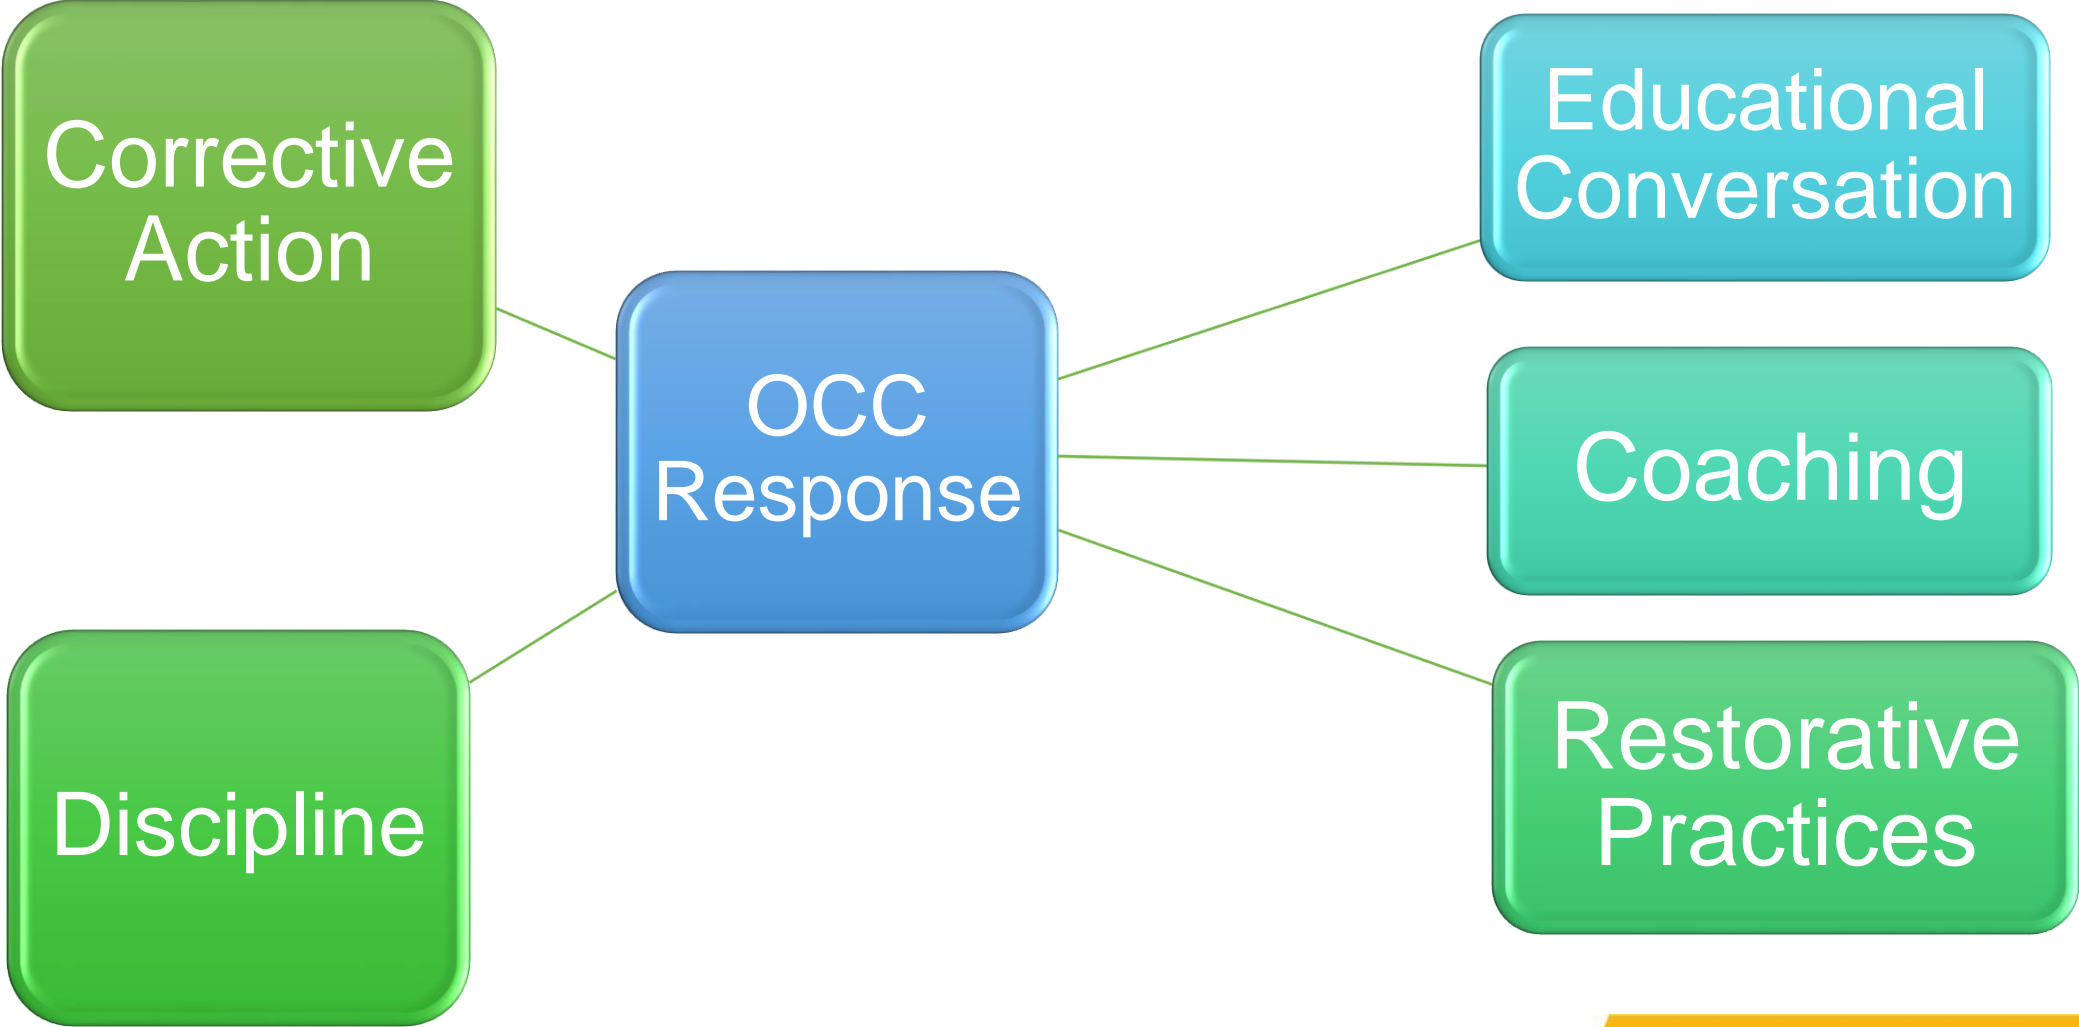 Corrective
Action
Discipline
OCC
Response
Educational
Conversation
Coaching
Restorative
Practices